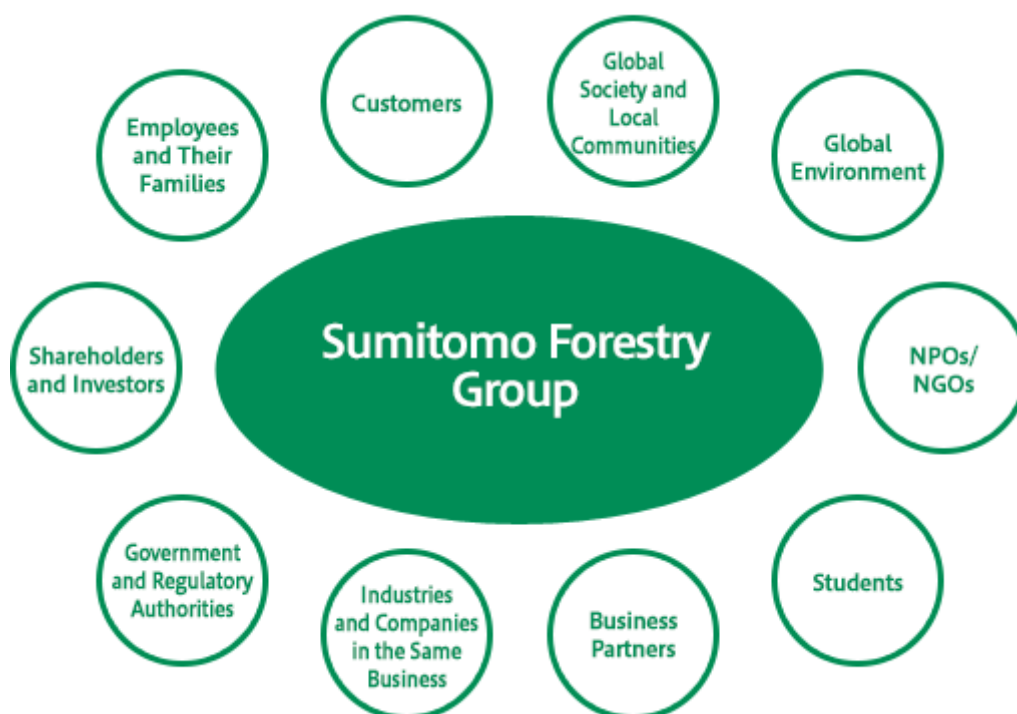 Customers
Global
Society and
Local
Communities
Employees
and Their
Families
Global
Environment
Sumitomo Forestry
Group
Shareholders
and Investors
NPOs/
NGOs
Government
and Regulatory
Authorities
Industries
and Companies
in the Same
Business
Business
Partners
Students